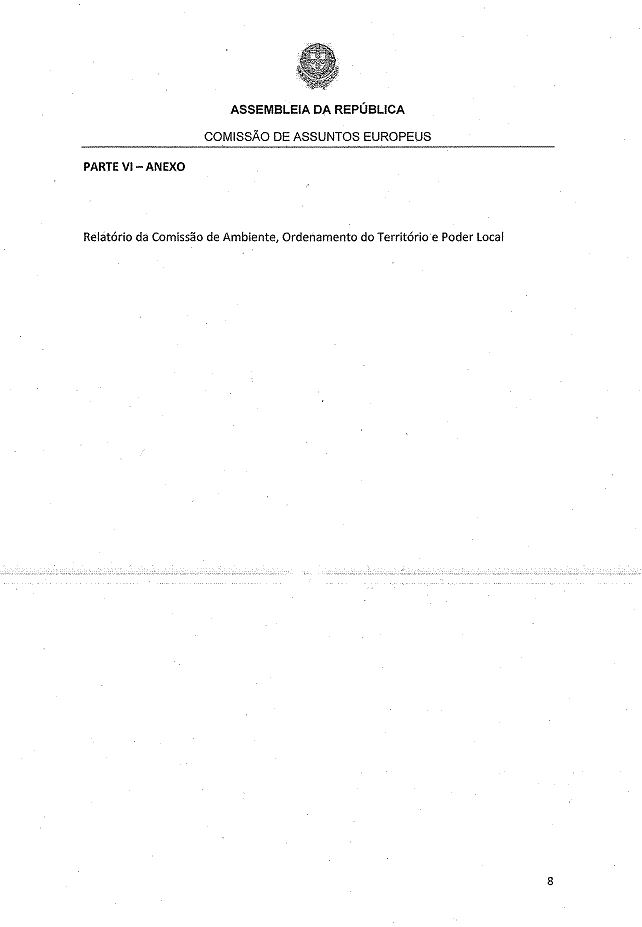 ASSEMBLEIA DA REPÚBLICA
COMISSÃO DE ASSUNTOS EUROPEUS
PARTE VI – ANEXO
Relatório da Comissão de Ambiente, Ordenamento do Território e Poder Local
8